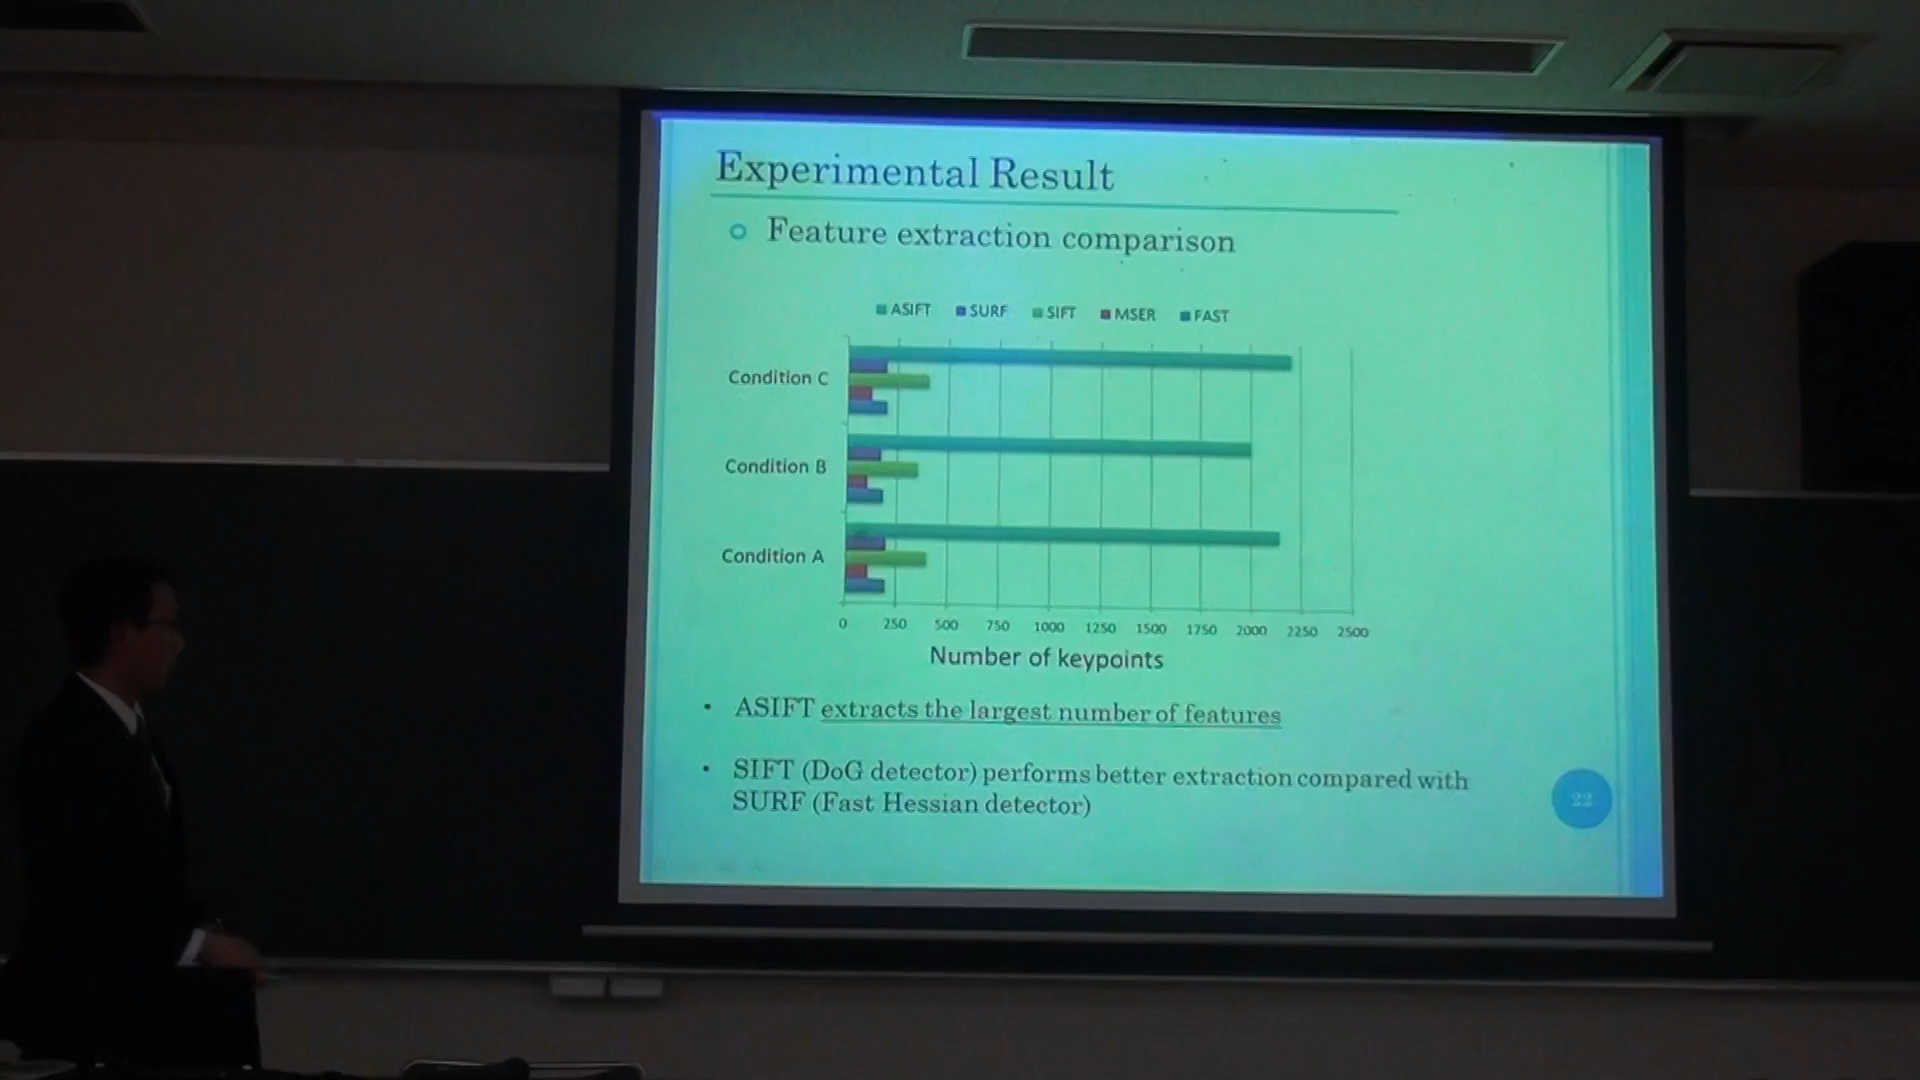 Experimental Result
Feature extraction comparison
ASIFT SURF SIFT MSER FAST
Condition C
Condition B
Condition A
0 250 500 750 1000 1250 1500 1750 2000 2250 2500
Number of keypoints
• ASIFT extracts the largest number of features
• SIFT (DoG detector) performs better extraction compared with
SURF (Fast Hessian detector)
22